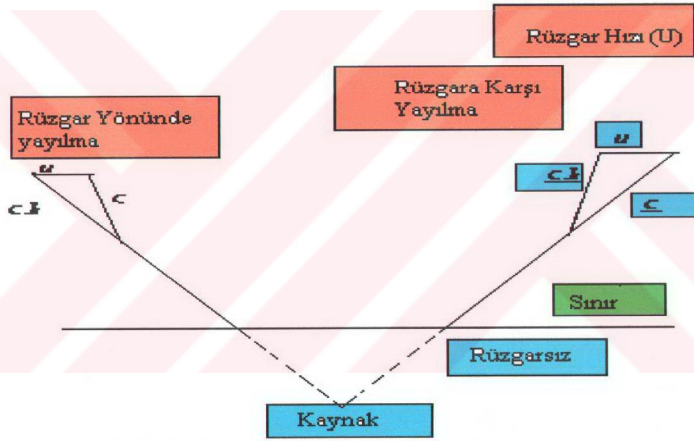 Rüzgar Hızı (U)
Rüzgara Karşı
Yayılma
Rüzgar Yönünde
yayılma
u
c
u
c
Sınır
Rüzgarsız
Kaynak